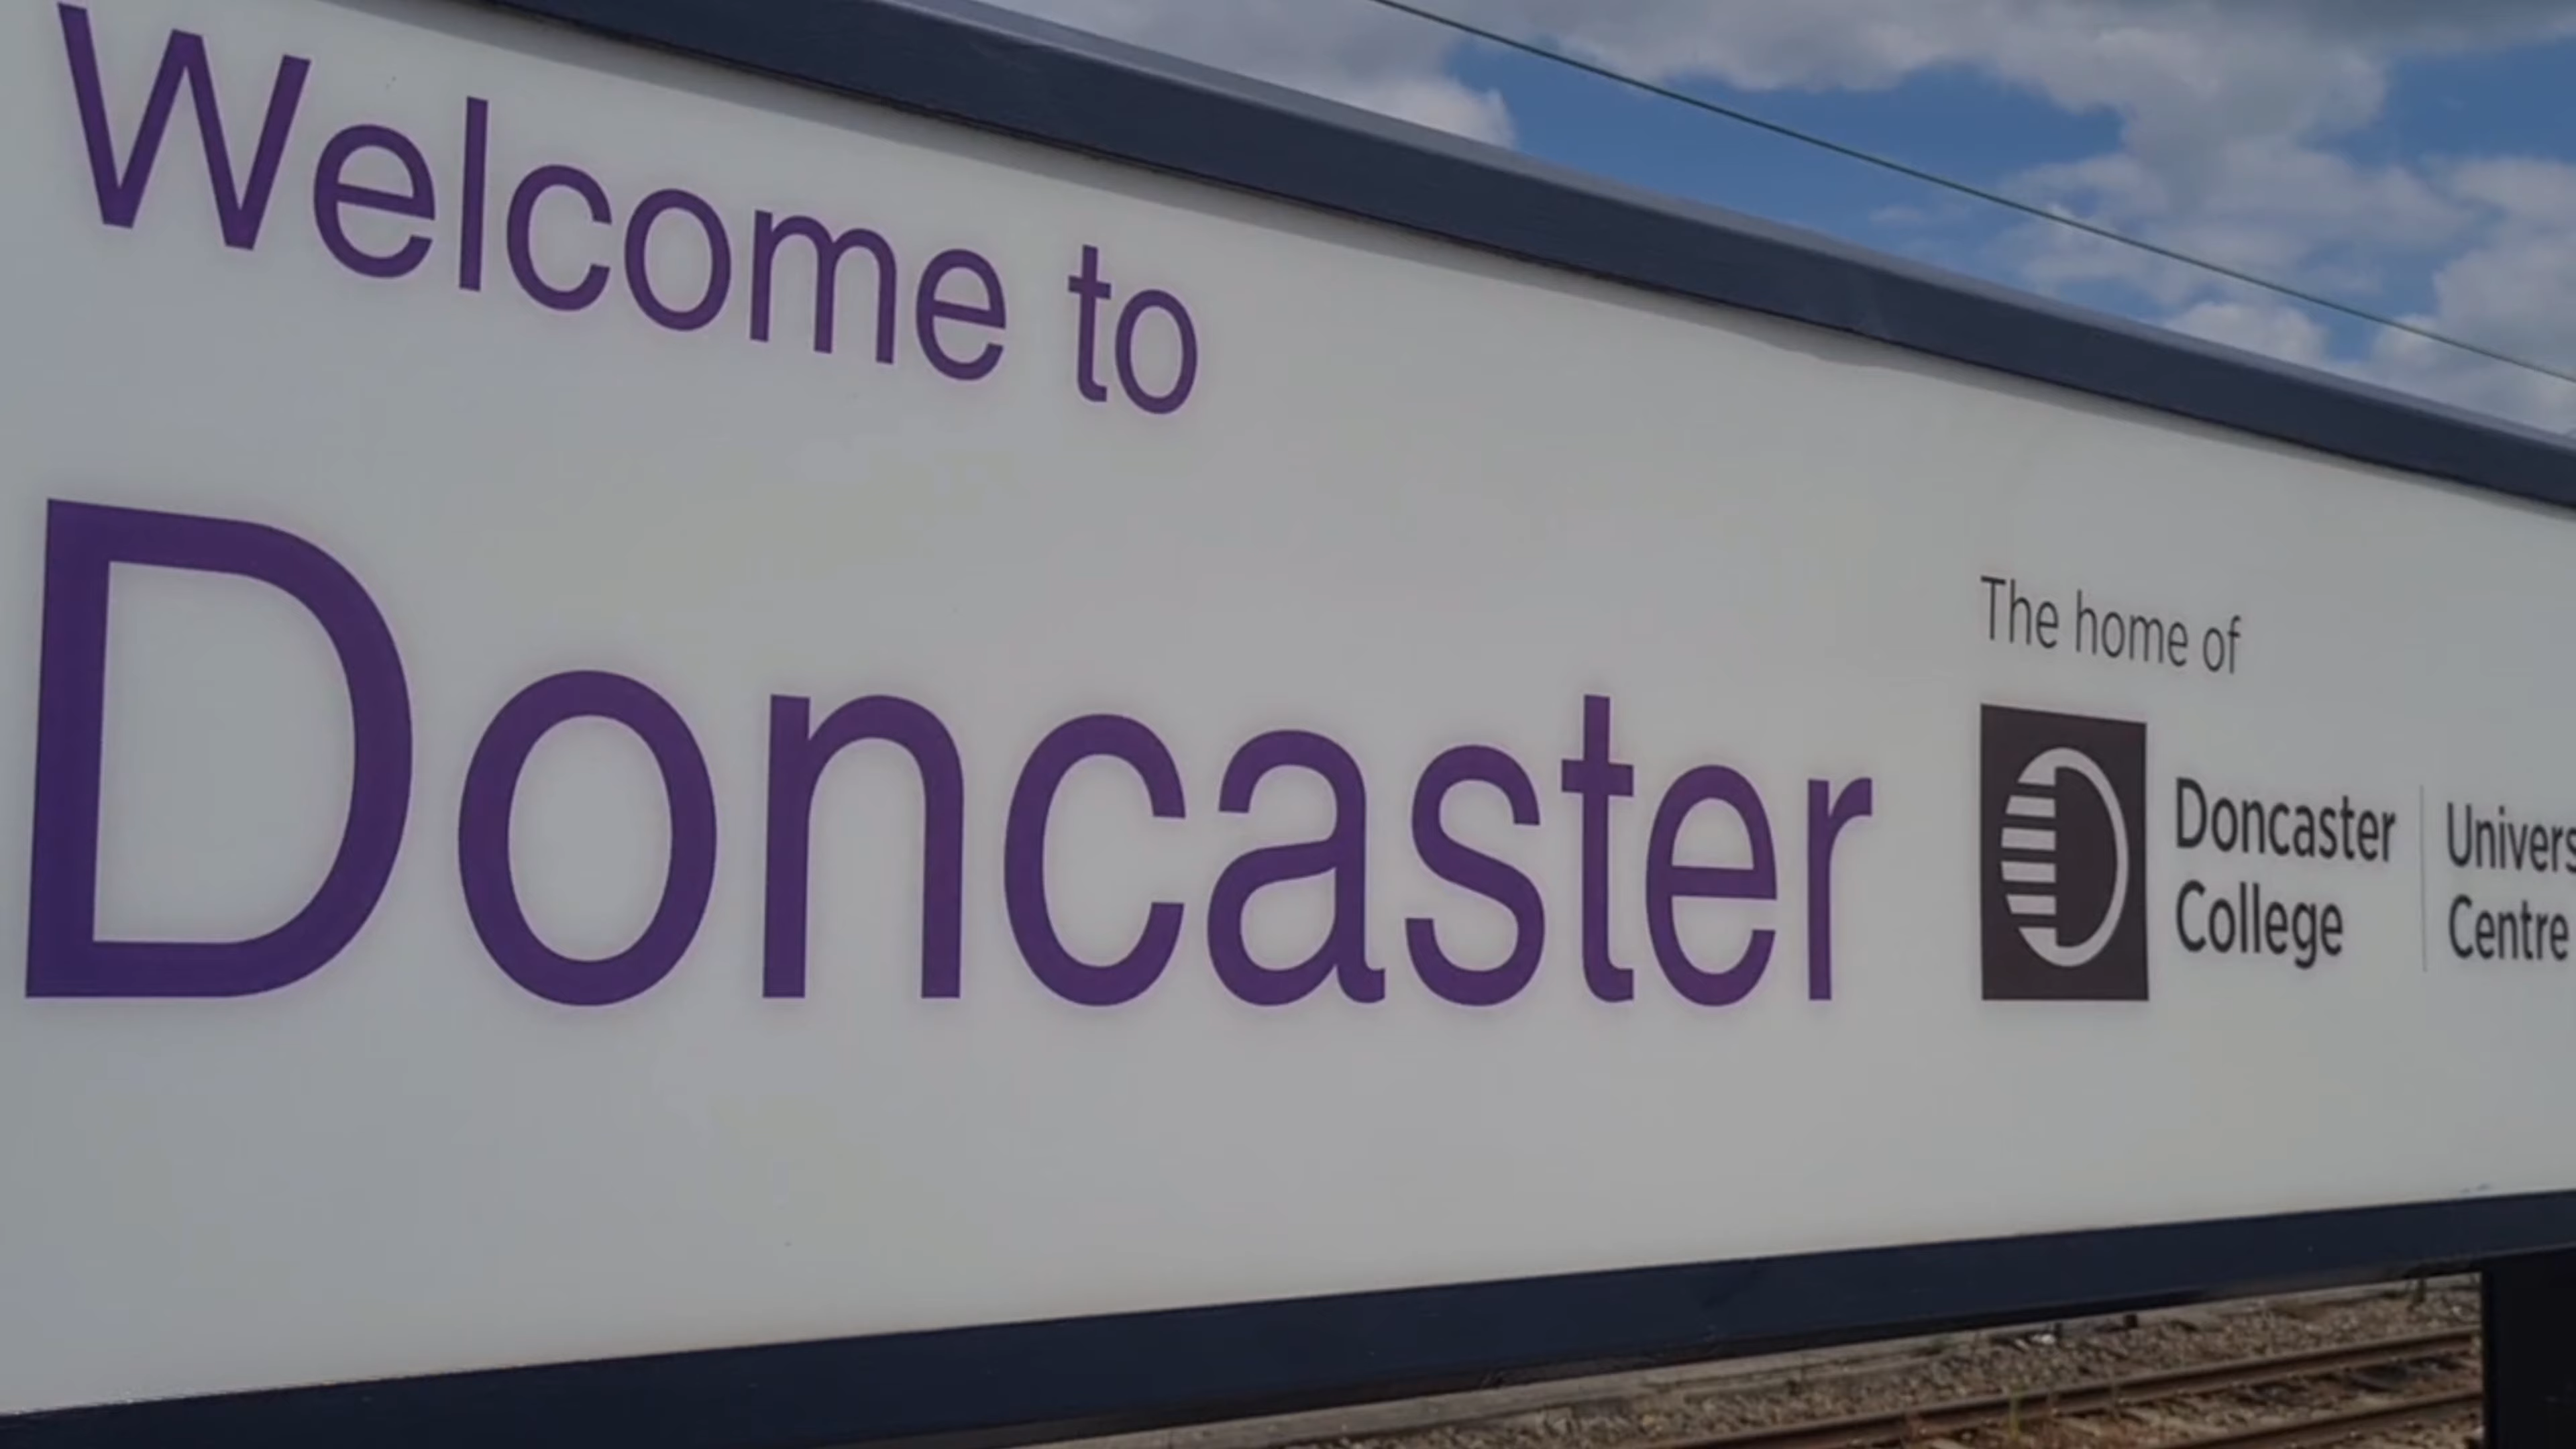 Welcome to
Doncaster
The home of
Doncaster
College
Centre